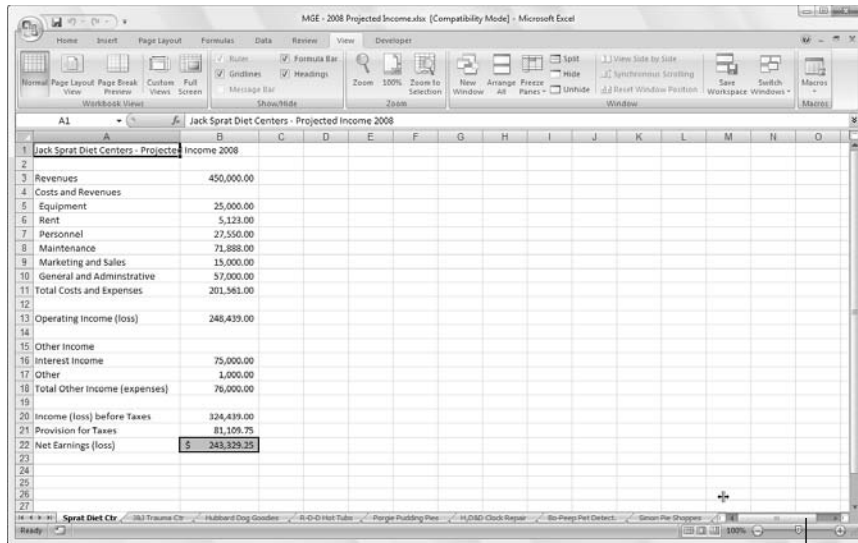 MGE - 2008 Projected Income.xlsx [Compatibility Mode] - Microsoft Excel
Home Insert Page Layout Formulas Data Review View Developer
Normal Page Layout View Page Break Preview Custom Views Full Screen
Ruler Formula Bar
Gridlines Headings
Message Bar
Zoom 100% Zoom to Selection
New Window Arrange All Freeze Panes
Split
Hide
Unhide
View Side by Side
Synchronous Scrolling
Reset Window Position
Save Workspace Switch Windows Macros
Workbook Views Show/Hide Zoom Window Macros
A1 fx Jack Sprat Diet Centers - Projected Income 2008
A B C D E F G H I J K L M N O
1 Jack Sprat Diet Centers - Projected Income 2008
2
3 Revenues 450,000.00
4 Costs and Revenues
5 Equipment 25,000.00
6 Rent 5,123.00
7 Personnel 27,550.00
8 Maintenance 71,888.00
9 Marketing and Sales 15,000.00
10 General and Adminstrative 57,000.00
11 Total Costs and Expenses 201,561.00
12
13 Operating Income (loss) 248,439.00
14
15 Other Income
16 Interest Income 75,000.00
17 Other 1,000.00
18 Total Other Income (expenses) 76,000.00
19
20 Income (loss) before Taxes 324,439.00
21 Provision for Taxes 81,109.75
22 Net Earnings (loss) $ 243,329.25
23
24
25
26
27
Sprat Diet Ctr J&J Trauma Ctr Hubbard Dog Goodies R-D-D Hot Tubs Porgie Pudding Pies H,D&D Clock Repair Bo-Peep Pet Detect. Simon Pie Shoppes
Ready 100%